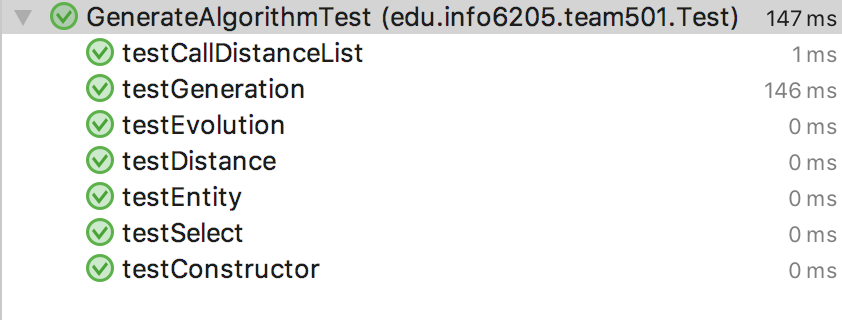 GenerateAlgorithmTest (edu.info6205.team501.Test) 147 ms
testCallDistanceList 1 ms
testGeneration 146 ms
testEvolution 0 ms
testDistance 0 ms
testEntity 0 ms
testSelect 0 ms
testConstructor 0 ms